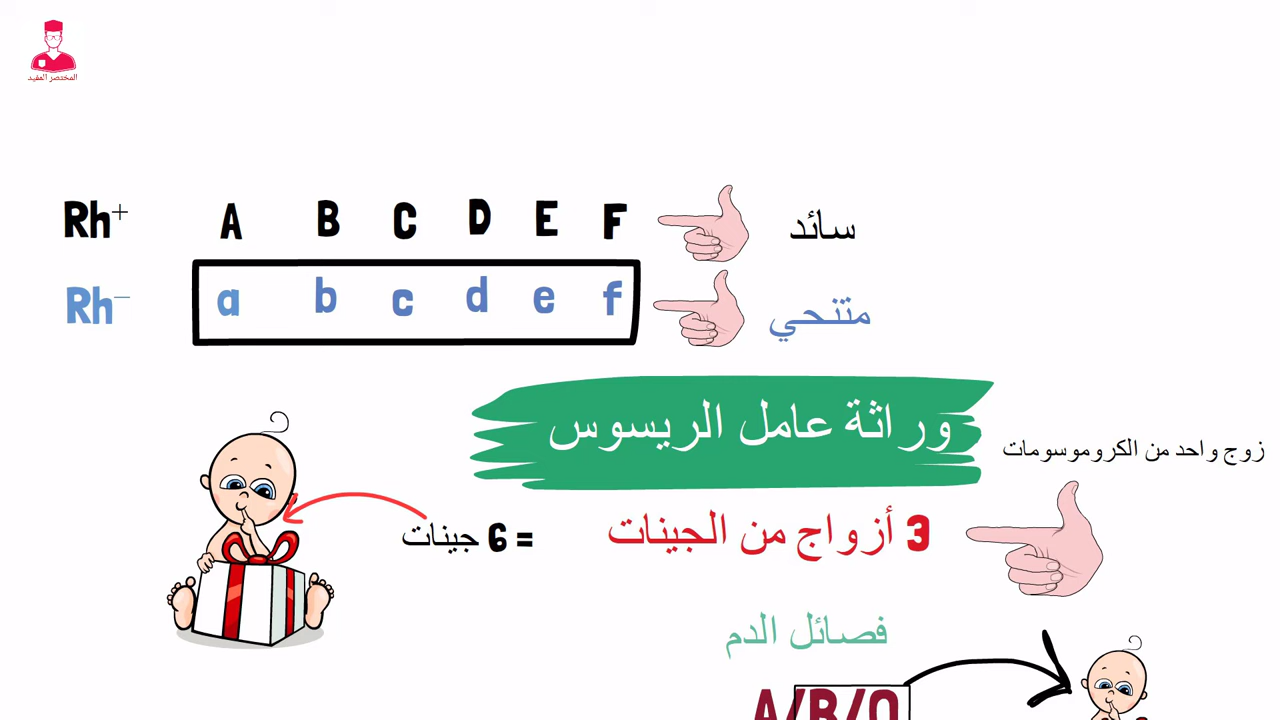 المختصر المفيد
Rh+ A B C D E F سائد
Rh− a b c d e f متنحي
وراثة عامل الريسوس
زوج واحد من الكروموسومات
3 أزواج من الجينات = 6 جينات
فصائل الدم
A/B/O